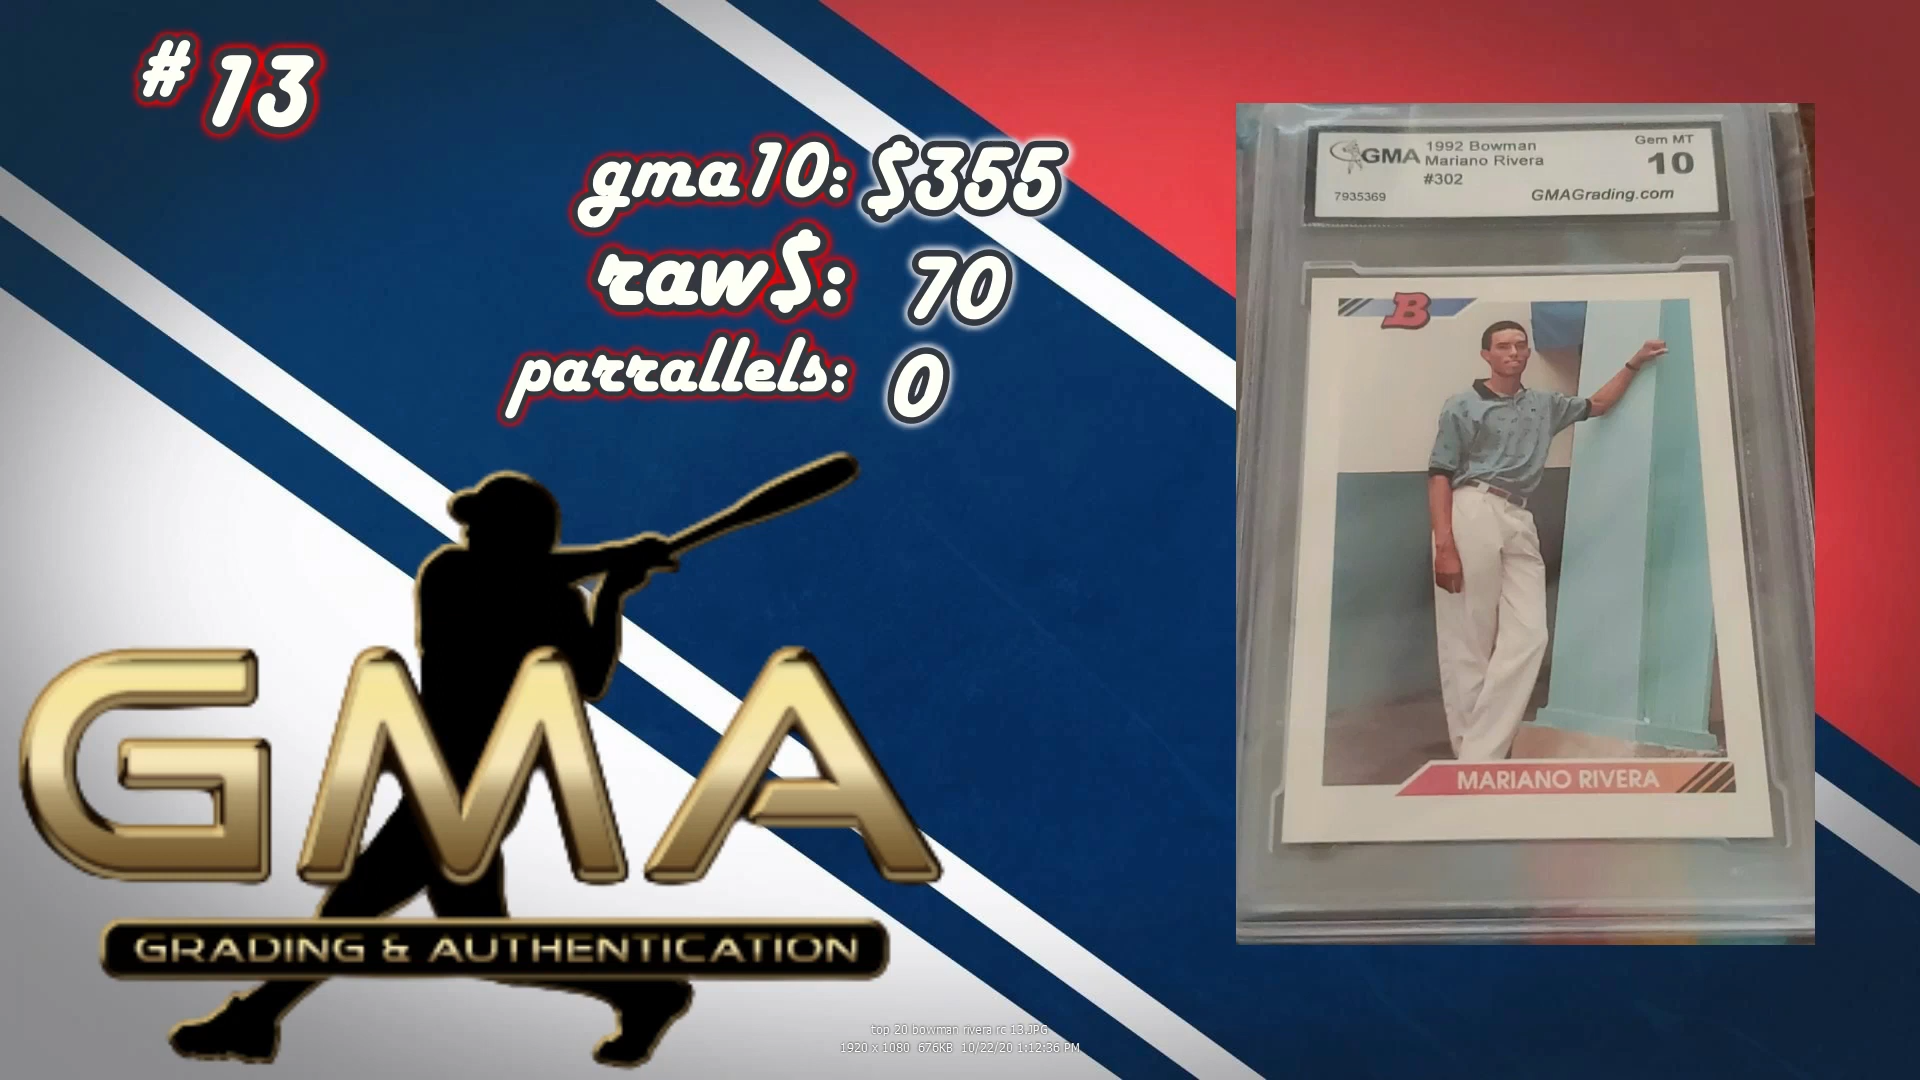 # 13
gma10: $355
raw$: 70
parrallels: 0
GMA
GRADING & AUTHENTICATION
GMA
1992 Bowman
Mariano Rivera
#302
Gem MT
10
7935369
GMAGrading.com
B
MARIANO RIVERA
top 20 bowman rivera rc 13.JPG
1920 x 1080 676KB 10/22/20 1:12:36 PM